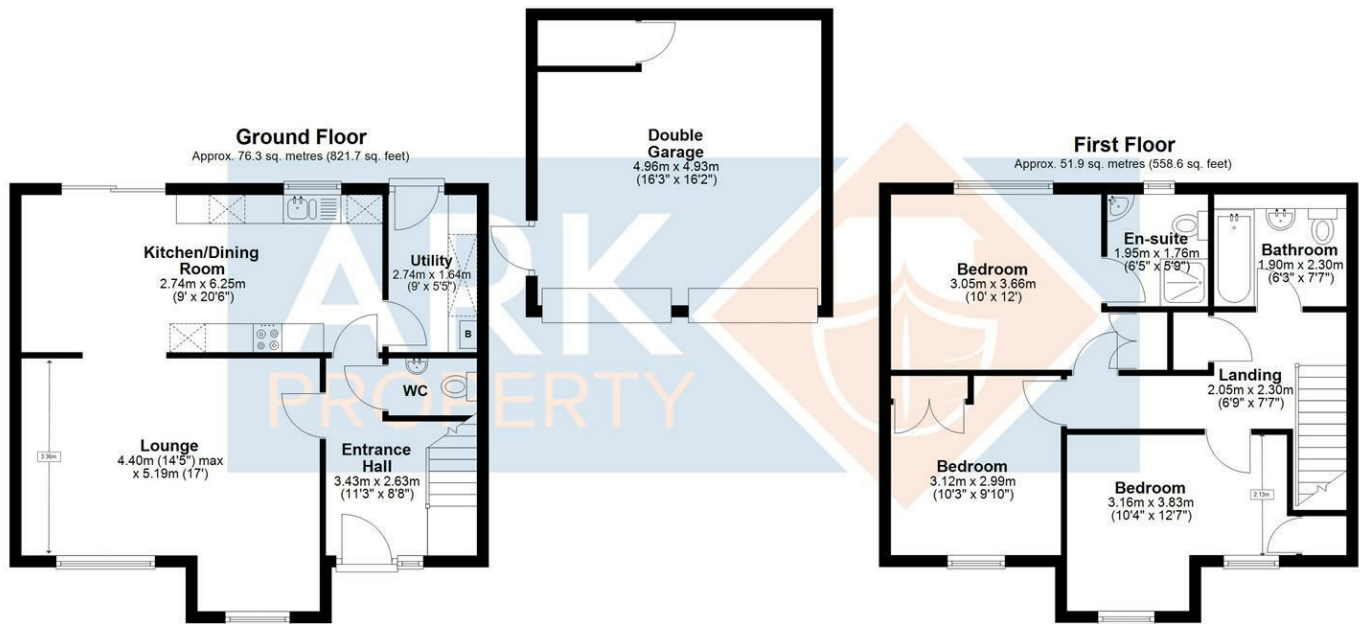 Ground Floor
Approx. 76.3 sq. metres (821.7 sq. feet)
Kitchen/Dining
Room
2.74m x 6.25m
(9' x 20'6")
Utility
2.74m x 1.64m
(9' x 5'5")
B
WC
Lounge
4.40m (14'5") max
x 5.19m (17')
3.36m
Entrance
Hall
3.43m x 2.63m
(11'3" x 8'8")
Double
Garage
4.96m x 4.93m
(16'3" x 16'2")
First Floor
Approx. 51.9 sq. metres (558.6 sq. feet)
Bedroom
3.05m x 3.66m
(10' x 12')
En-suite
1.95m x 1.76m
(6'5" x 5'9")
Bathroom
1.90m x 2.30m
(6'3" x 7'7")
Landing
2.05m x 2.30m
(6'9" x 7'7")
Bedroom
3.12m x 2.99m
(10'3" x 9'10")
Bedroom
3.16m x 3.83m
(10'4" x 12'7")
2.13m
ARK
PROPERTY